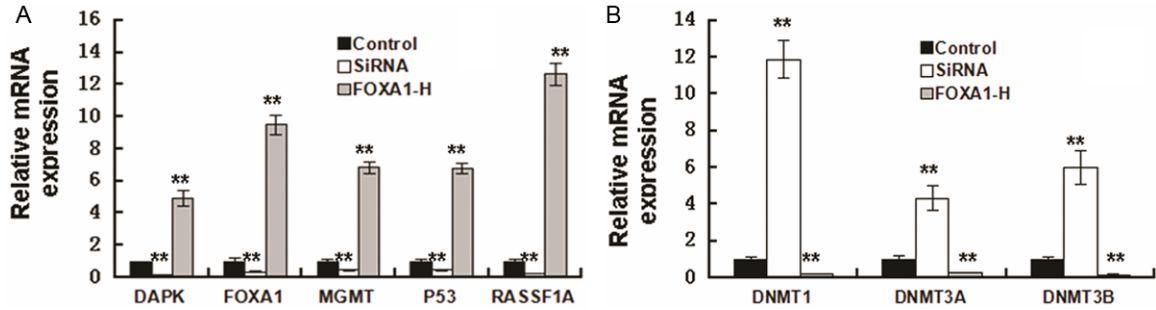 A
Relative mRNA
expression
16
14
12
10
8
6
4
2
0
Control
SiRNA
FOXA1-H
**
**
**
**
**
**
**
**
**
**
DAPK
FOXA1
MGMT
P53
RASSF1A
B
Relative mRNA
expression
14
12
10
8
6
4
2
0
Control
SiRNA
FOXA1-H
**
**
**
**
**
**
DNMT1
DNMT3A
DNMT3B